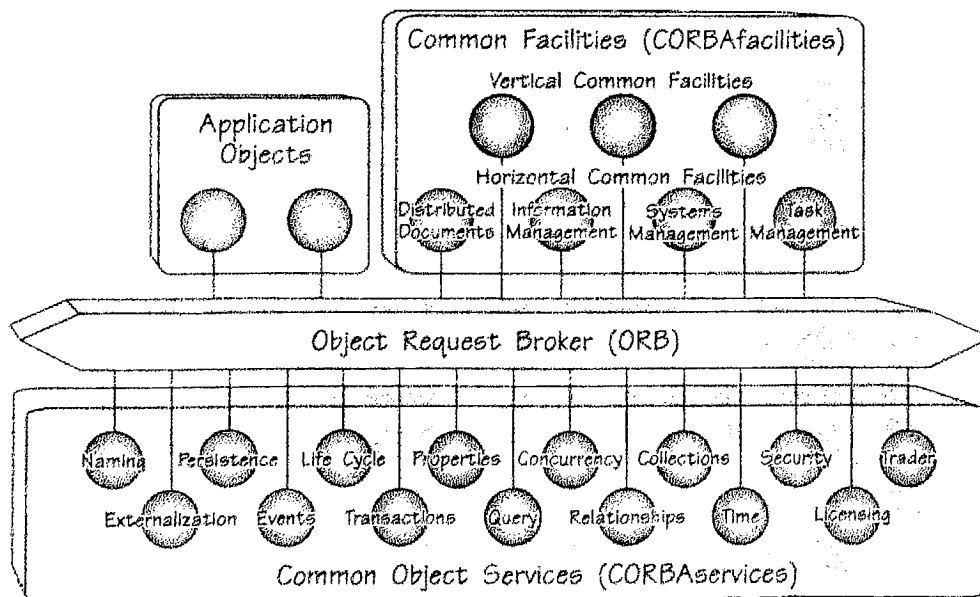 Common Facilities (CORBAfacilities)
Vertical Common Facilities
Application
Objects
Horizontal Common Facilities
Distributed
Documents
Information
Management
Systems
Management
Task
Management
Object Request Broker (ORB)
Naming
Persistence
Life Cycle
Properties
Concurrency
Collections
Security
Trader
Externalization
Events
Transactions
Query
Relationships
Time
Licensing
Common Object Services (CORBAservices)